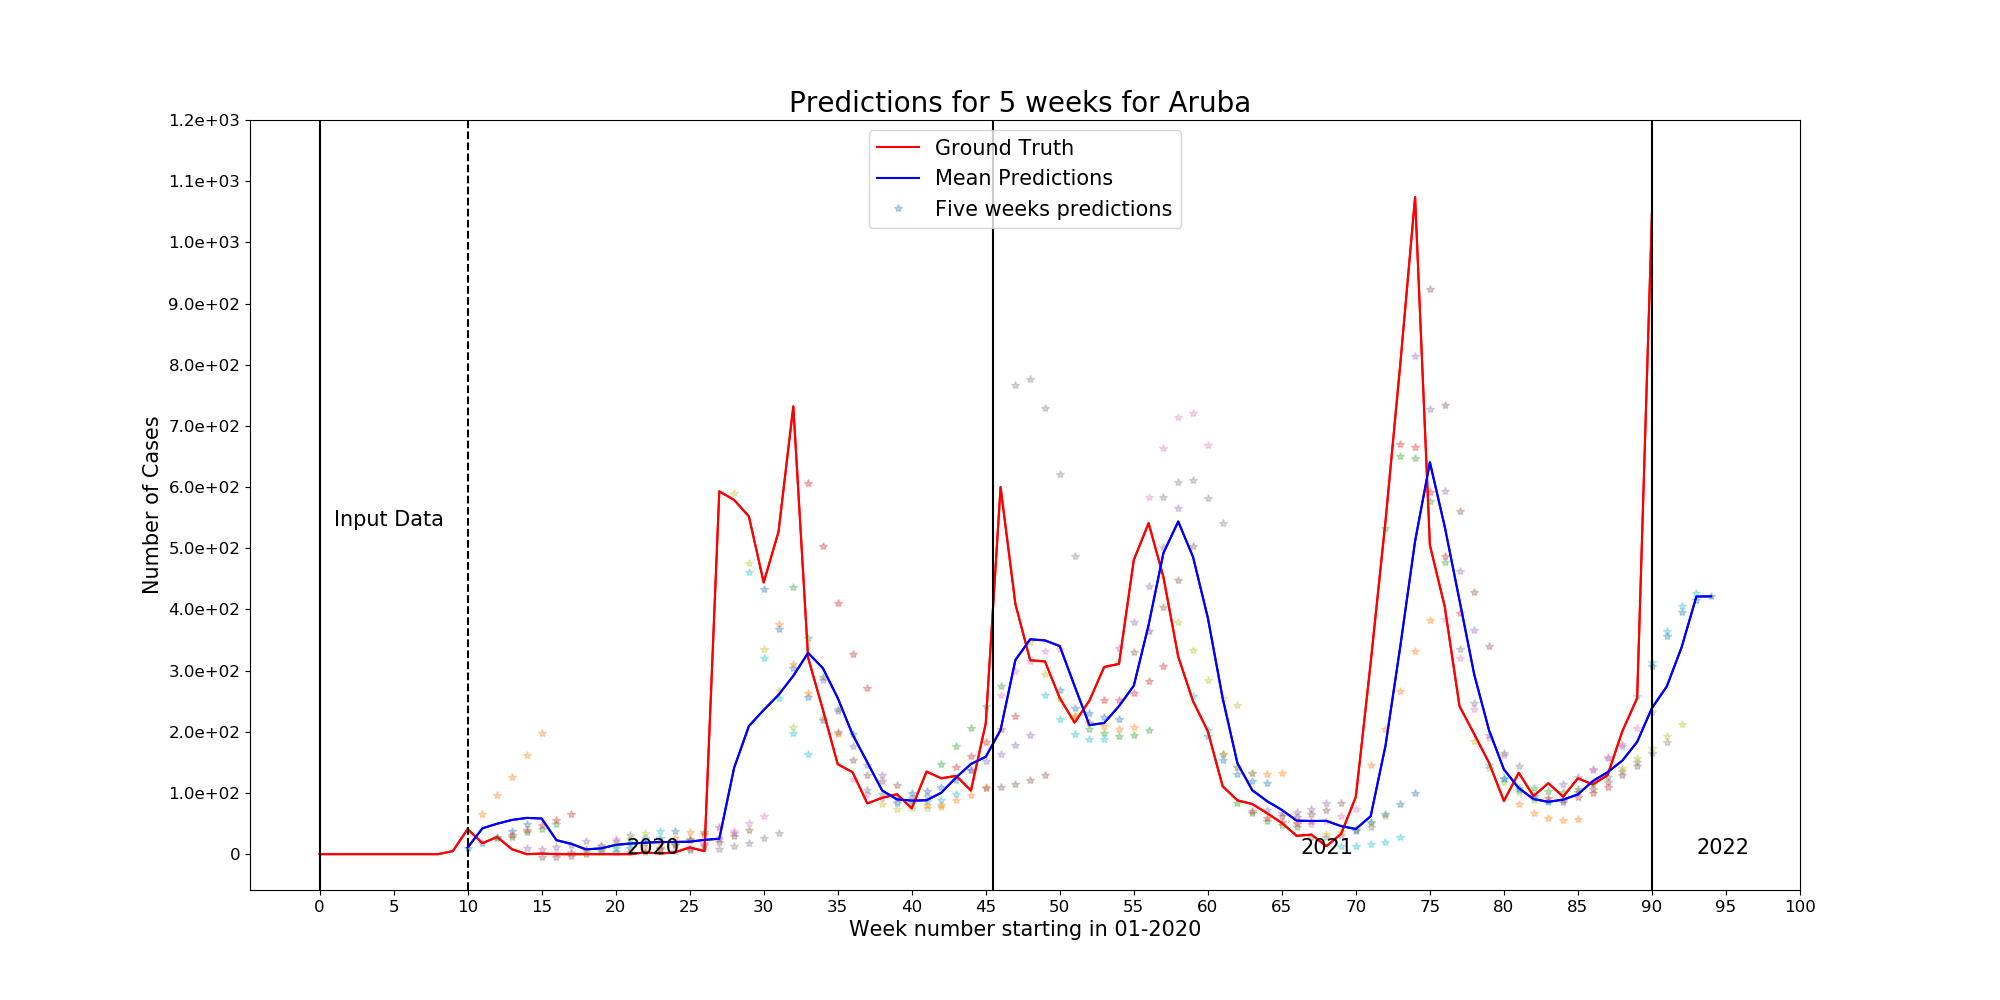 Predictions for 5 weeks for Aruba
1.2e+03
1.1e+03
1.0e+03
9.0e+02
8.0e+02
7.0e+02
6.0e+02
5.0e+02
4.0e+02
3.0e+02
2.0e+02
1.0e+02
0
Number of Cases
Ground Truth
Mean Predictions
Five weeks predictions
Input Data
2020
2021
2022
0 5 10 15 20 25 30 35 40 45 50 55 60 65 70 75 80 85 90 95 100
Week number starting in 01-2020